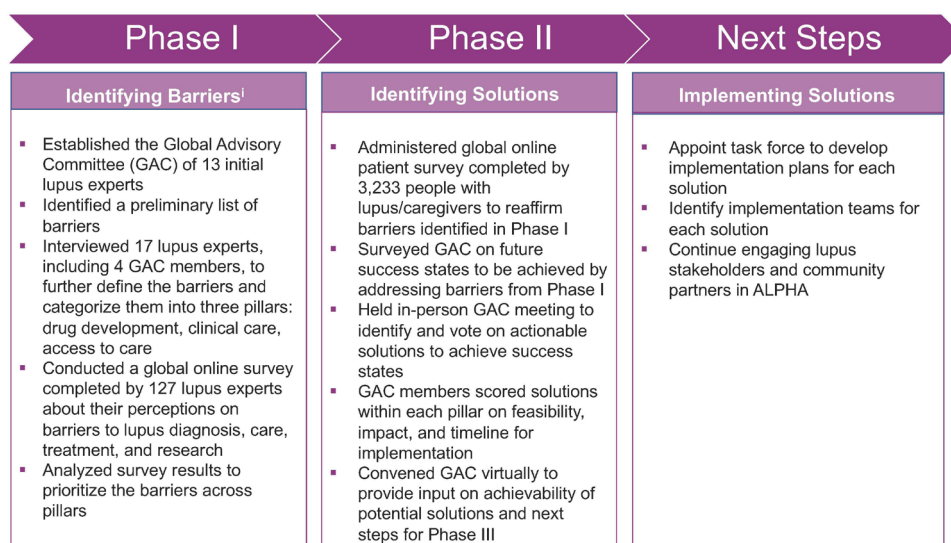 Phase I
Phase II
Next Steps
Identifying Barriersⁱ
▪ Established the Global Advisory
Committee (GAC) of 13 initial
lupus experts
▪ Identified a preliminary list of
barriers
▪ Interviewed 17 lupus experts,
including 4 GAC members, to
further define the barriers and
categorize them into three pillars:
drug development, clinical care,
access to care
▪ Conducted a global online survey
completed by 127 lupus experts
about their perceptions on
barriers to lupus diagnosis, care,
treatment, and research
▪ Analyzed survey results to
prioritize the barriers across
pillars
Identifying Solutions
▪ Administered global online
patient survey completed by
3,233 people with
lupus/caregivers to reaffirm
barriers identified in Phase I
▪ Surveyed GAC on future
success states to be achieved by
addressing barriers from Phase I
▪ Held in-person GAC meeting to
identify and vote on actionable
solutions to achieve success
states
▪ GAC members scored solutions
within each pillar on feasibility,
impact, and timeline for
implementation
▪ Convened GAC virtually to
provide input on achievability of
potential solutions and next
steps for Phase III
Implementing Solutions
▪ Appoint task force to develop
implementation plans for each
solution
▪ Identify implementation teams for
each solution
▪ Continue engaging lupus
stakeholders and community
partners in ALPHA